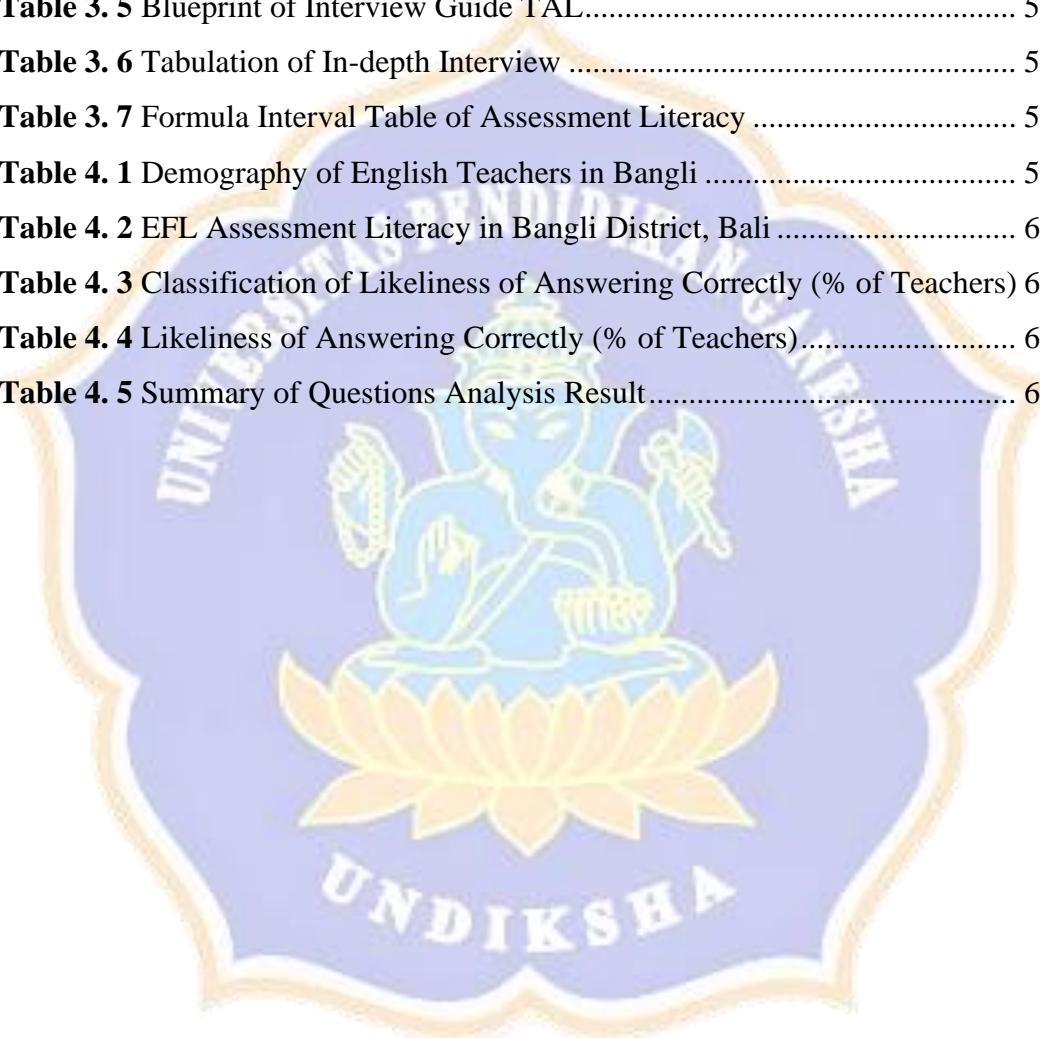 Table 3. 5 Blueprint of Interview Guide TAL............................................................ 5
Table 3. 6 Tabulation of In-depth Interview ............................................................. 5
Table 3. 7 Formula Interval Table of Assessment Literacy ..................................... 5
Table 4. 1 Demography of English Teachers in Bangli ........................................... 5
Table 4. 2 EFL Assessment Literacy in Bangli District, Bali .................................. 6
Table 4. 3 Classification of Likeliness of Answering Correctly (% of Teachers) 6
Table 4. 4 Likeliness of Answering Correctly (% of Teachers)............................... 6
Table 4. 5 Summary of Questions Analysis Result.................................................. 6
UNIVERSITAS PENDIDIKAN GANESHA
UNDIKSHA